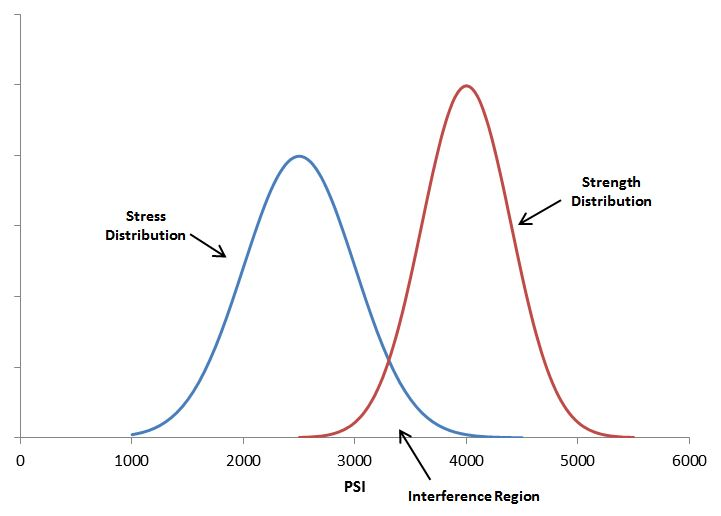 Strength
Distribution
Stress
Distribution
0 1000 2000 3000 4000 5000 6000
PSI
Interference Region